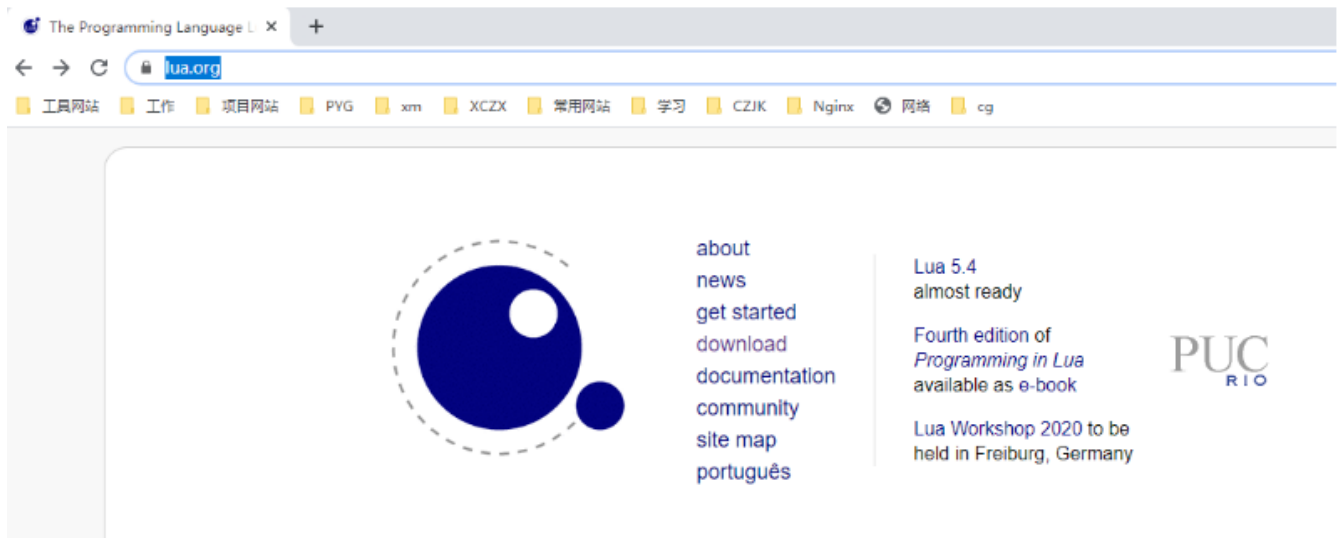 The Programming Language L
lua.org
工具网站 工作 项目网站 PYG xm XCZX 常用网站 学习 CZJK Nginx 网络 cg
about
news
get started
download
documentation
community
site map
português
Lua 5.4
almost ready
Fourth edition of
Programming in Lua
available as e-book
Lua Workshop 2020 to be
held in Freiburg, Germany
PUC
RIO